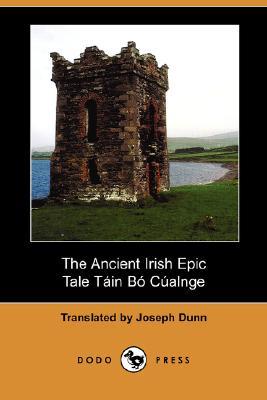 The Ancient Irish Epic
Tale Táin Bó Cúalnge
Translated by Joseph Dunn
DODO PRESS